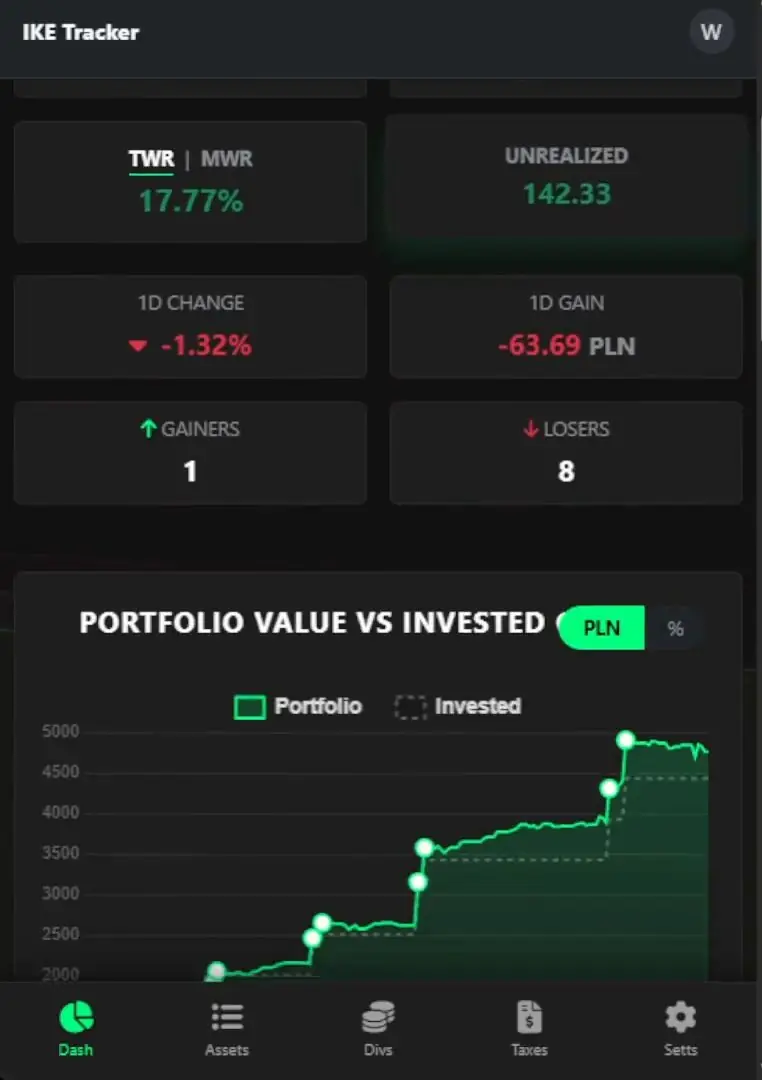 IKE Tracker
W
TWR | MWR
17.77%
UNREALIZED
142.33
1D CHANGE
-1.32%
1D GAIN
-63.69 PLN
GAINERS
1
LOSERS
8
PORTFOLIO VALUE VS INVESTED
PLN
%
Portfolio
Invested
5000
4500
4000
3500
3000
2500
2000
Dash
Assets
Divs
Taxes
Setts